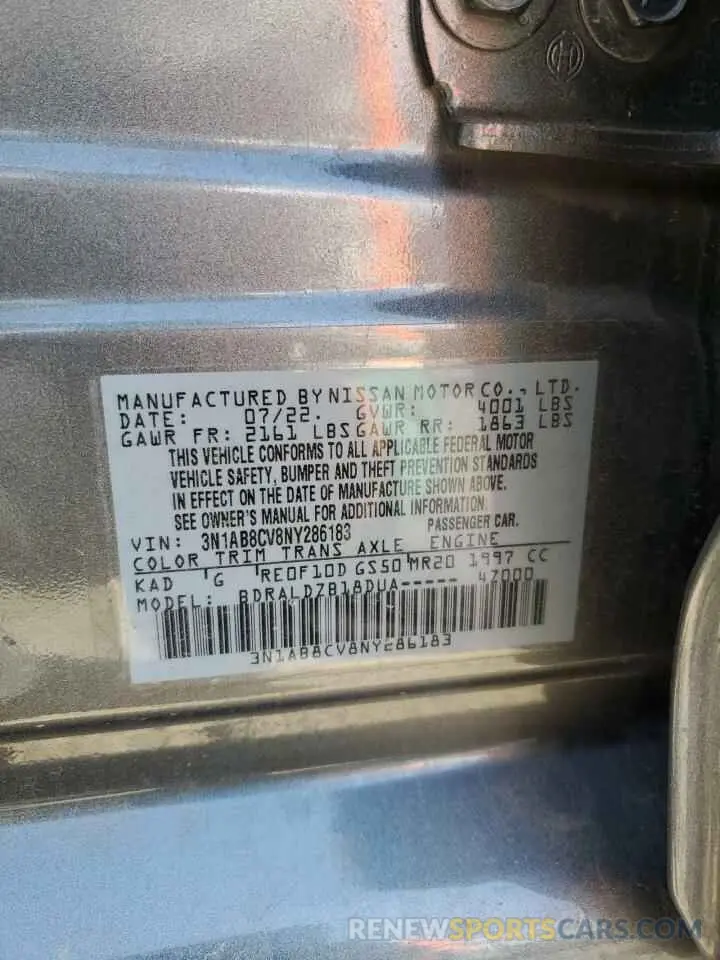 MANUFACTURED BY NISSAN MOTOR CO., LTD.
DATE: 07/22. GVWR: 4001 LBS
GAWR FR: 2161 LBS GAWR RR: 1863 LBS
THIS VEHICLE CONFORMS TO ALL APPLICABLE FEDERAL MOTOR
VEHICLE SAFETY, BUMPER AND THEFT PREVENTION STANDARDS
IN EFFECT ON THE DATE OF MANUFACTURE SHOWN ABOVE.
SEE OWNER'S MANUAL FOR ADDITIONAL INFORMATION.
VIN: 3N1AB8CV8NY286183 PASSENGER CAR.
COLOR TRIM TRANS AXLE ENGINE
KAD G RE0F10D GS50 MR20 1997 CC
MODEL: BDRALDZB18DUA----- 47000
3N1AB8CV8NY286183
RENEWSPORTSCARS.COM